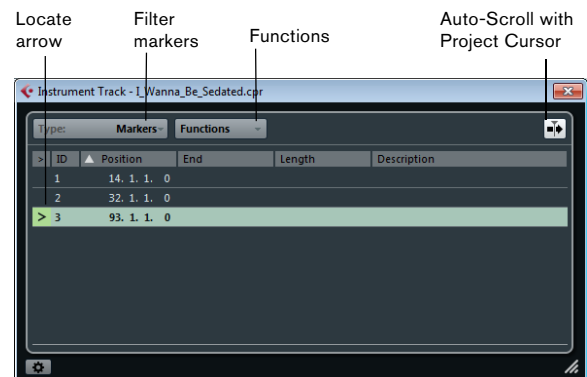 Locate arrow
Filter markers
Functions
Auto-Scroll with Project Cursor
Instrument Track - I_Wanna_Be_Sedated.cpr
Type: Markers Functions
> ID Position End Length Description
1 14. 1. 1. 0
2 32. 1. 1. 0
> 3 93. 1. 1. 0